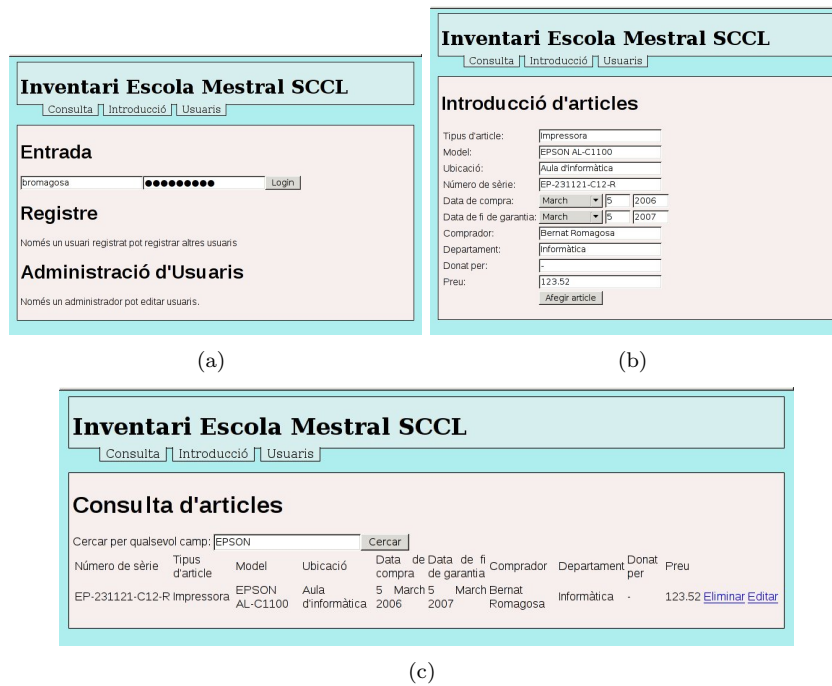 Inventari Escola Mestral SCCL
Consulta Introducció Usuaris
Entrada
bromagosa ●●●●●●●●● Login
Registre
Només un usuari registrat pot registrar altres usuaris
Administració d'Usuaris
Només un administrador pot editar usuaris.
(a)
Inventari Escola Mestral SCCL
Consulta Introducció Usuaris
Introducció d'articles
Tipus d'article: Impressora
Model: EPSON AL-C1100
Ubicació: Aula d'informàtica
Número de sèrie: EP-231121-C12-R
Data de compra: March 5 2006
Data de fi de garantia: March 5 2007
Comprador: Bernat Romagosa
Departament: Informàtica
Donat per: -
Preu: 123.52
Afegir article
(b)
Inventari Escola Mestral SCCL
Consulta Introducció Usuaris
Consulta d'articles
Cercar per qualsevol camp: EPSON Cercar
Número de sèrie Tipus d'article Model Ubicació Data de compra Data de fi de garantia Comprador Departament Donat per Preu
EP-231121-C12-R Impressora EPSON AL-C1100 Aula d'informàtica 5 March 2006 5 March 2007 Bernat Romagosa Informàtica - 123.52 Eliminar Editar
(c)